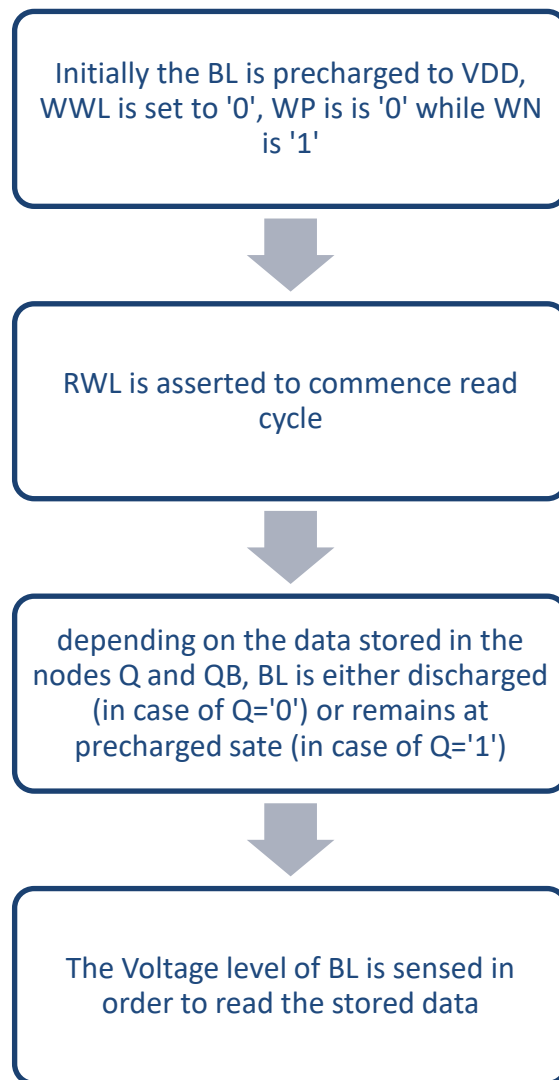 Initially the BL is precharged to VDD,
WWL is set to '0', WP is is '0' while WN
is '1'
RWL is asserted to commence read
cycle
depending on the data stored in the
nodes Q and QB, BL is either discharged
(in case of Q='0') or remains at
precharged sate (in case of Q='1')
The Voltage level of BL is sensed in
order to read the stored data